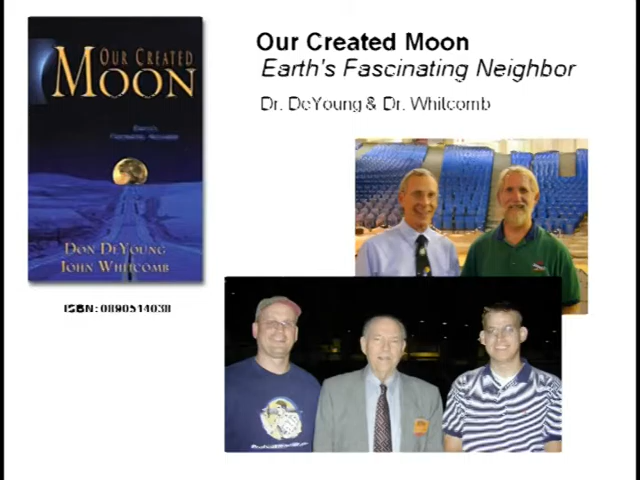 OUR CREATED
MOON
DON DEYOUNG
JOHN WHITCOMB
ISBN: 0890514038
Our Created Moon
Earth's Fascinating Neighbor
Dr. DeYoung & Dr. Whitcomb